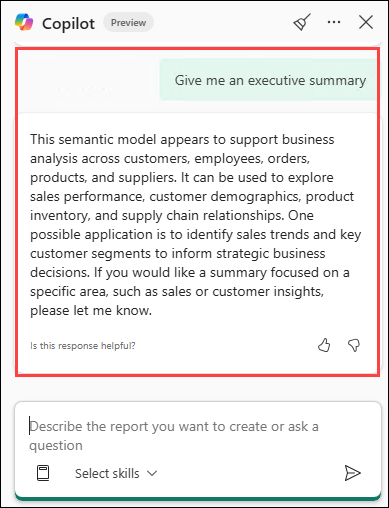 Copilot Preview
Give me an executive summary
This semantic model appears to support business
analysis across customers, employees, orders,
products, and suppliers. It can be used to explore
sales performance, customer demographics, product
inventory, and supply chain relationships. One
possible application is to identify sales trends and key
customer segments to inform strategic business
decisions. If you would like a summary focused on a
specific area, such as sales or customer insights,
please let me know.
Is this response helpful?
Describe the report you want to create or ask a
question
Select skills